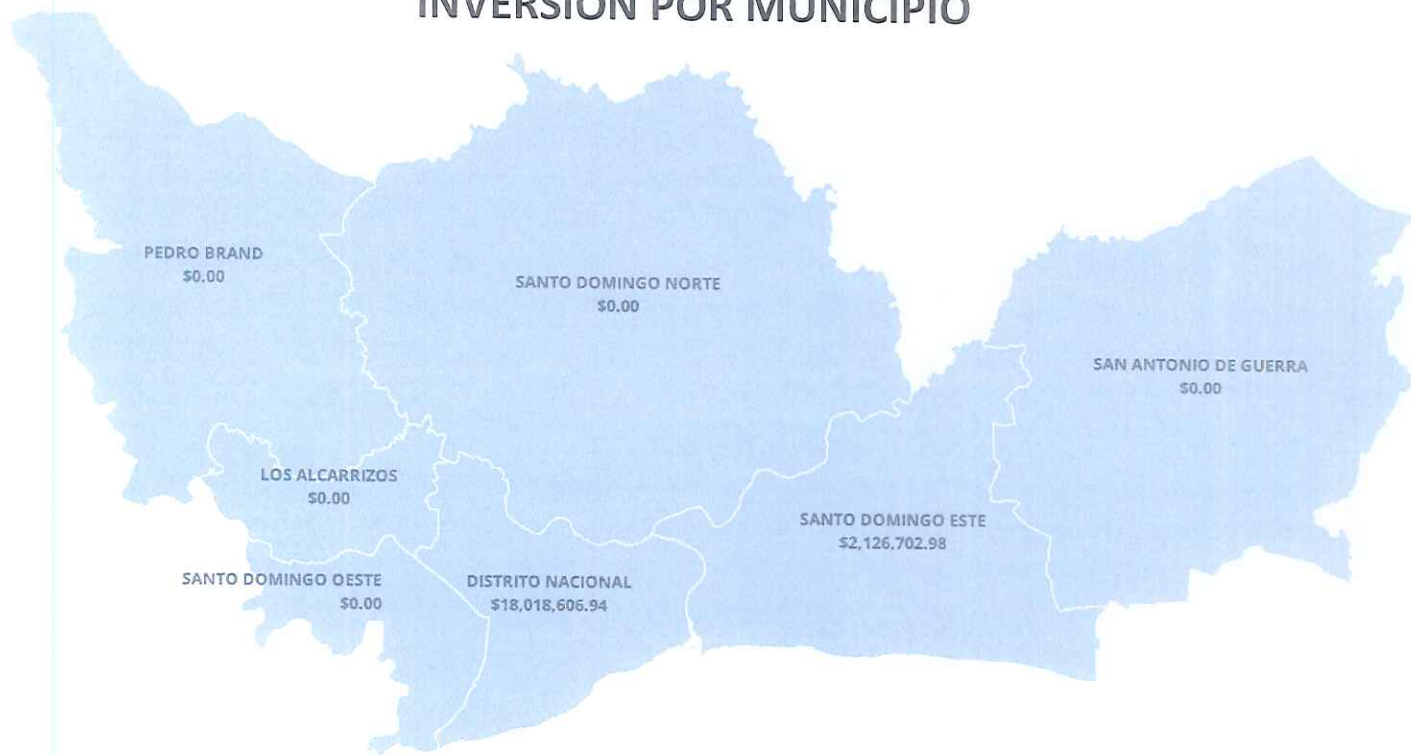 INVERSIÓN POR MUNICIPIO
PEDRO BRAND
$0.00
SANTO DOMINGO NORTE
$0.00
SAN ANTONIO DE GUERRA
$0.00
LOS ALCARRIZOS
$0.00
SANTO DOMINGO ESTE
$2,126,702.98
SANTO DOMINGO OESTE
$0.00
DISTRITO NACIONAL
$18,018,606.94